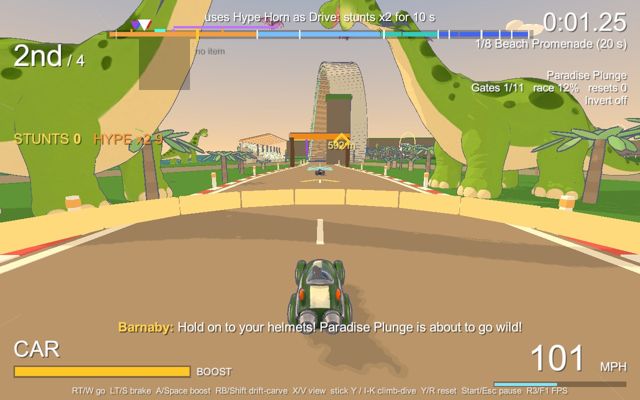 uses Hype Horn as Drive: stunts x2 for 10 s
0:01.25
2nd / 4
no item
1/8 Beach Promenade (20 s)
Paradise Plunge
Gates 1/11 race 12% resets 0
Invert off
STUNTS 0 HYPE x2 9
Barnaby: Hold on to your helmets! Paradise Plunge is about to go wild!
CAR
BOOST
101 MPH
RT/W go LT/S brake A/Space boost RB/Shift drift-carve X/V view stick Y / I-K climb-dive Y/R reset Start/Esc pause R3/F1 FPS